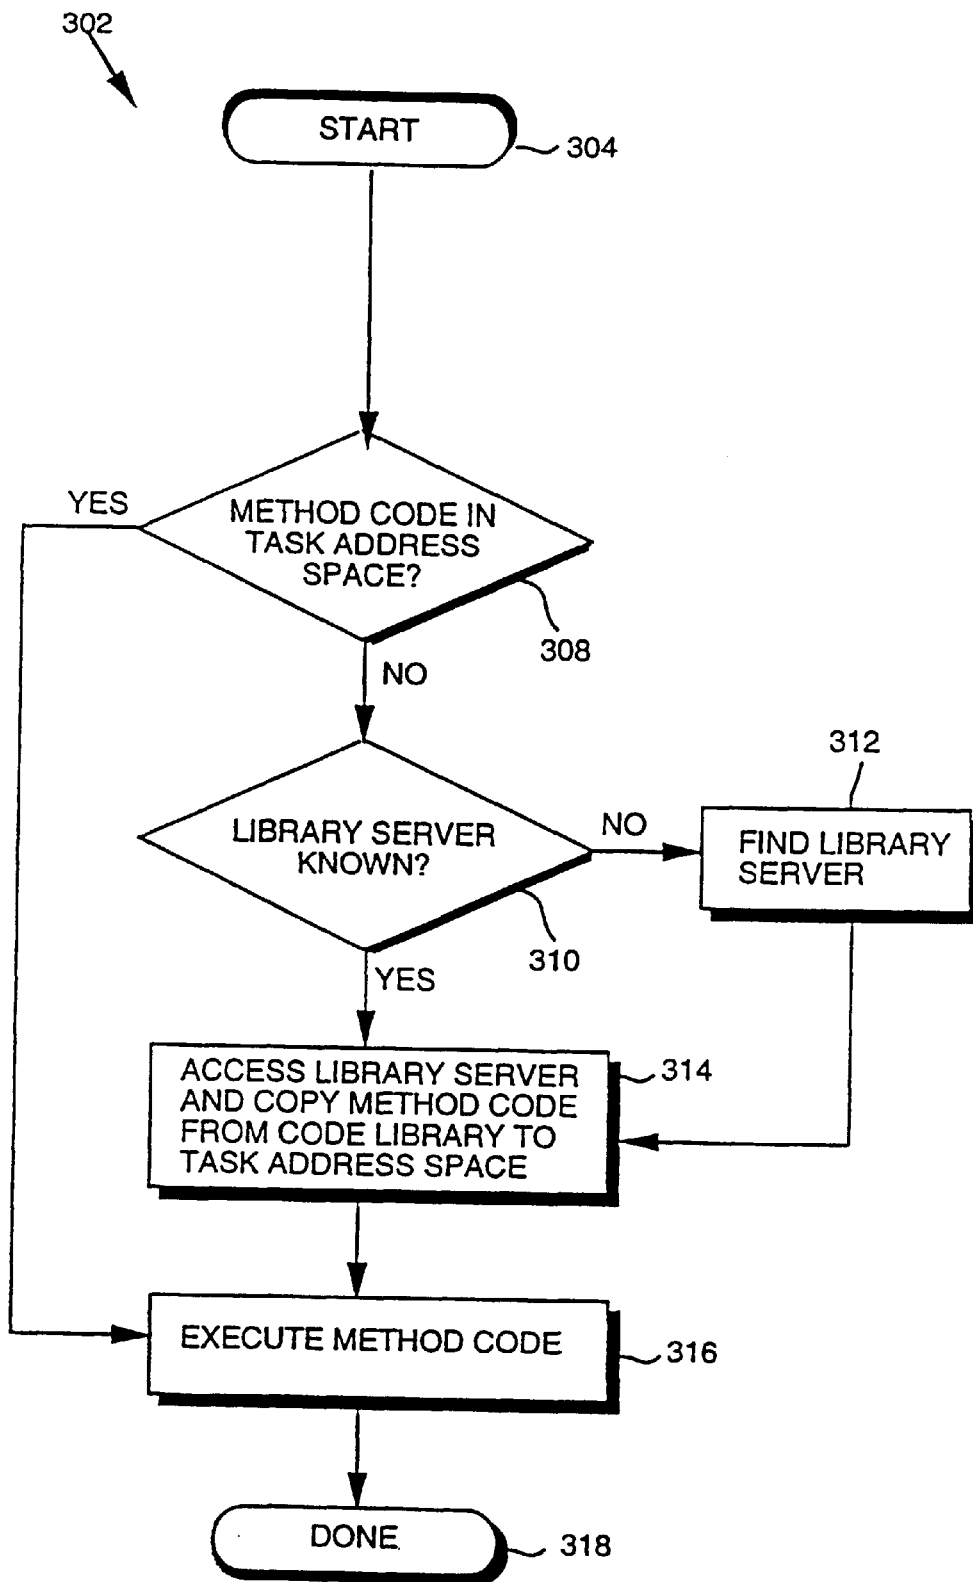 302
START
304
YES
METHOD CODE IN
TASK ADDRESS
SPACE?
308
NO
312
LIBRARY SERVER
KNOWN?
NO
FIND LIBRARY
SERVER
310
YES
ACCESS LIBRARY SERVER
AND COPY METHOD CODE
FROM CODE LIBRARY TO
TASK ADDRESS SPACE
314
EXECUTE METHOD CODE
316
DONE
318